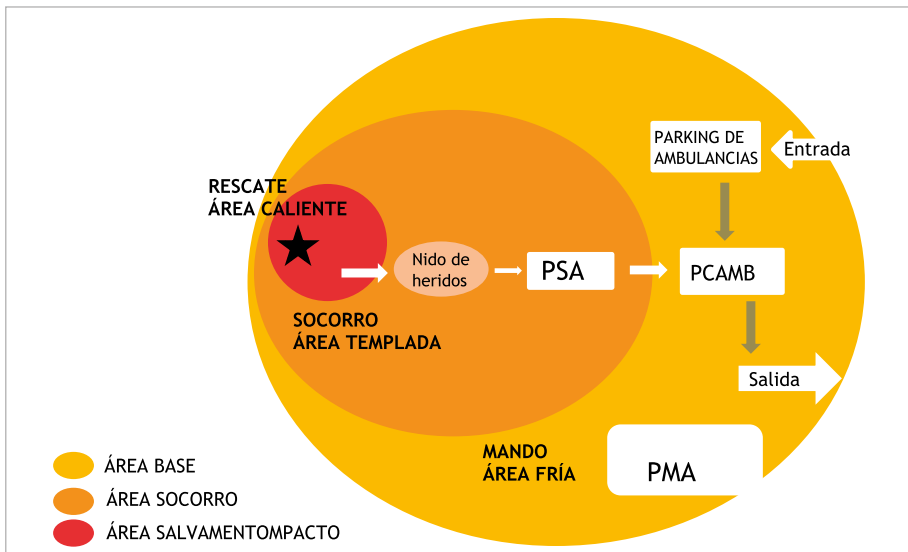 PARKING DE
AMBULANCIAS
Entrada
RESCATE
ÁREA CALIENTE
Nido de
heridos
PSA
PCAMB
SOCORRO
ÁREA TEMPLADA
Salida
MANDO
ÁREA FRÍA
PMA
ÁREA BASE
ÁREA SOCORRO
ÁREA SALVAMENTOMPACTO